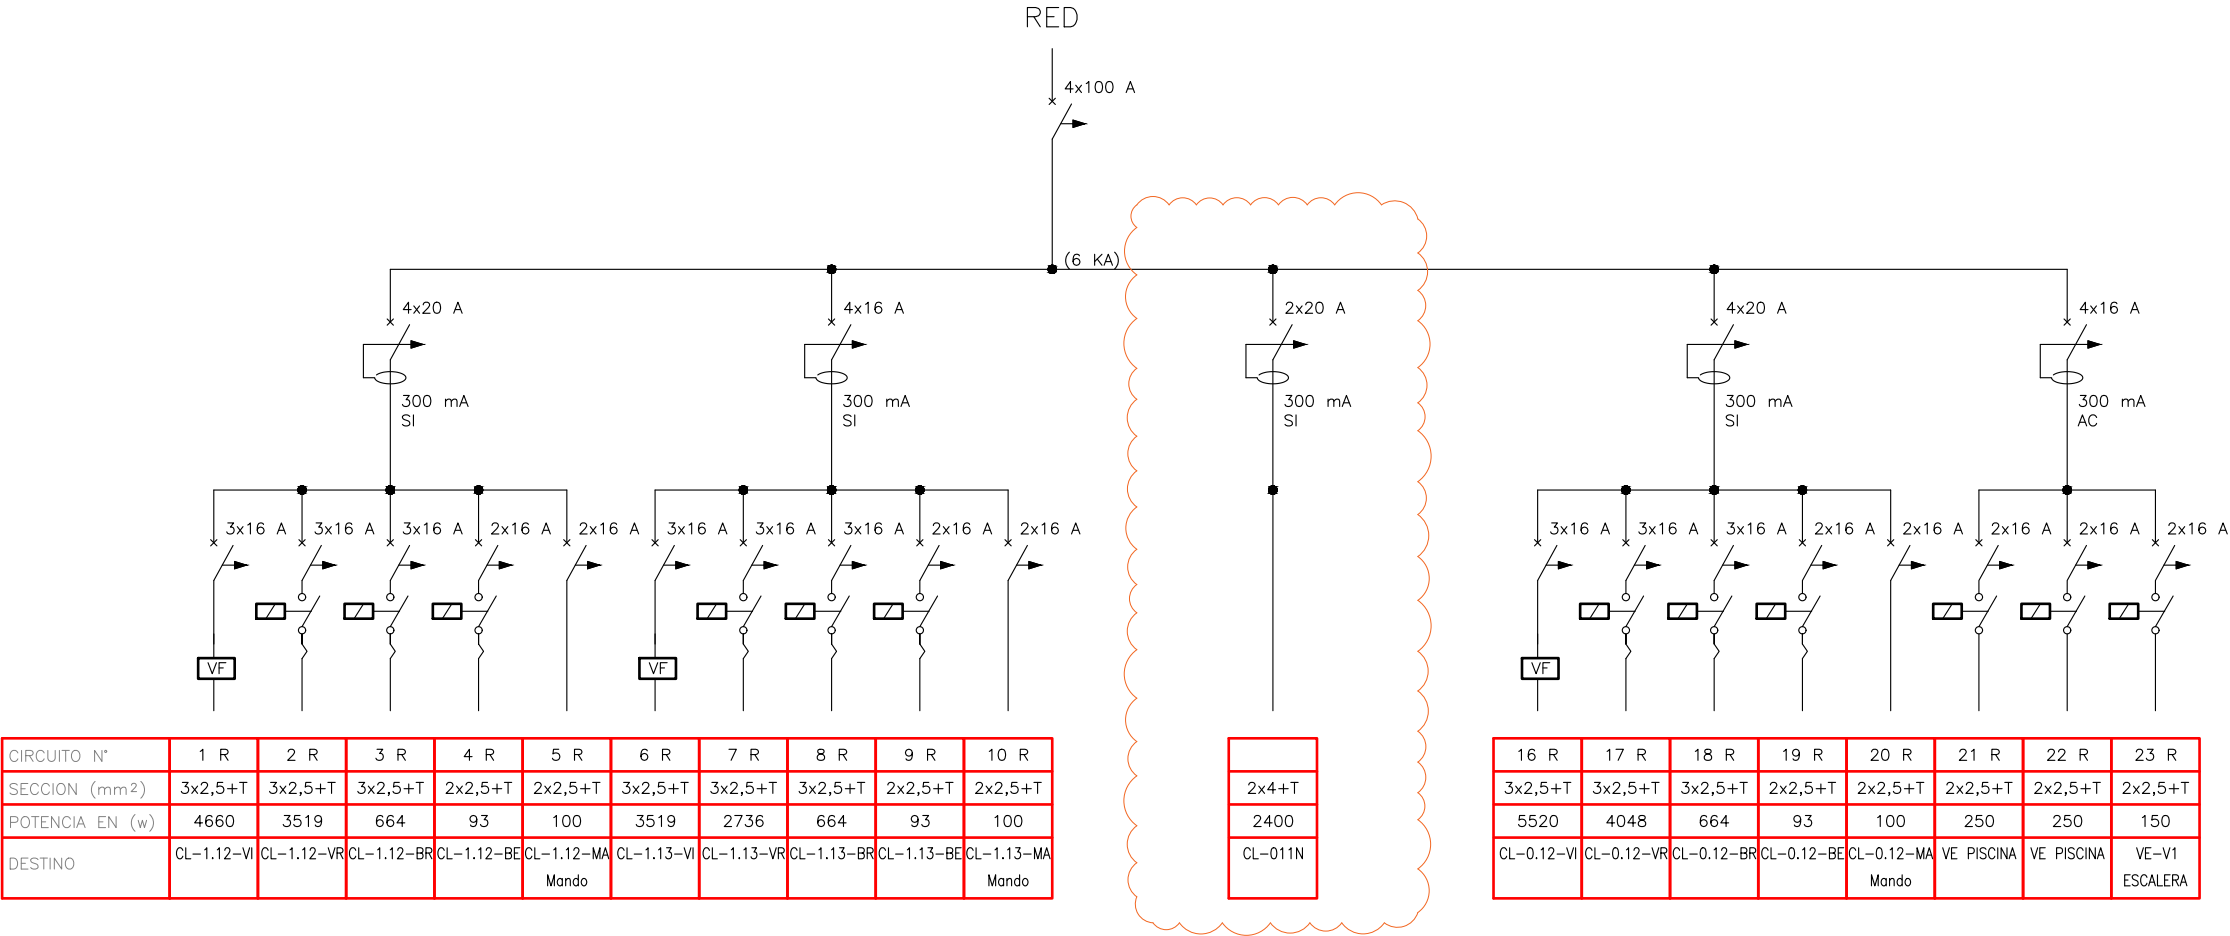 RED
4x100 A
(6 KA)
4x20 A
4x16 A
2x20 A
4x20 A
4x16 A
300 mA
SI
300 mA
SI
300 mA
SI
300 mA
SI
300 mA
AC
3x16 A
3x16 A
3x16 A
2x16 A
2x16 A
3x16 A
3x16 A
3x16 A
2x16 A
2x16 A
3x16 A
3x16 A
3x16 A
2x16 A
2x16 A
2x16 A
2x16 A
2x16 A
VF
VF
VF
CIRCUITO N° 1 R 2 R 3 R 4 R 5 R 6 R 7 R 8 R 9 R 10 R 16 R 17 R 18 R 19 R 20 R 21 R 22 R 23 R
SECCION (mm²) 3x2,5+T 3x2,5+T 3x2,5+T 2x2,5+T 2x2,5+T 3x2,5+T 3x2,5+T 3x2,5+T 2x2,5+T 2x2,5+T 2x4+T 3x2,5+T 3x2,5+T 3x2,5+T 2x2,5+T 2x2,5+T 2x2,5+T 2x2,5+T 2x2,5+T
POTENCIA EN (w) 4660 3519 664 93 100 3519 2736 664 93 100 2400 5520 4048 664 93 100 250 250 150
DESTINO CL-1.12-VI CL-1.12-VR CL-1.12-BR CL-1.12-BE CL-1.12-MA CL-1.13-VI CL-1.13-VR CL-1.13-BR CL-1.13-BE CL-1.13-MA CL-011N CL-0.12-VI CL-0.12-VR CL-0.12-BR CL-0.12-BE CL-0.12-MA VE PISCINA VE PISCINA VE-V1
Mando Mando Mando ESCALERA